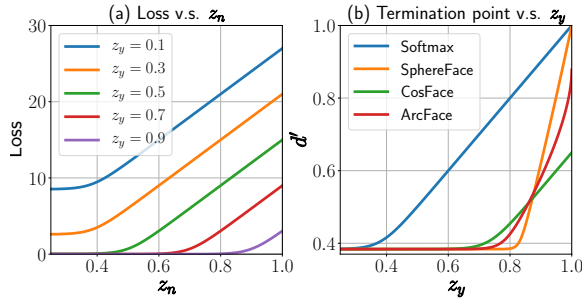 (a) Loss v.s. z_n
(b) Termination point v.s. z_y
30
20
10
0
Loss
z_y = 0.1
z_y = 0.3
z_y = 0.5
z_y = 0.7
z_y = 0.9
0.4 0.6 0.8 1.0
z_n
1.0
0.8
0.6
0.4
d'
Softmax
SphereFace
CosFace
ArcFace
0.4 0.6 0.8 1.0
z_y